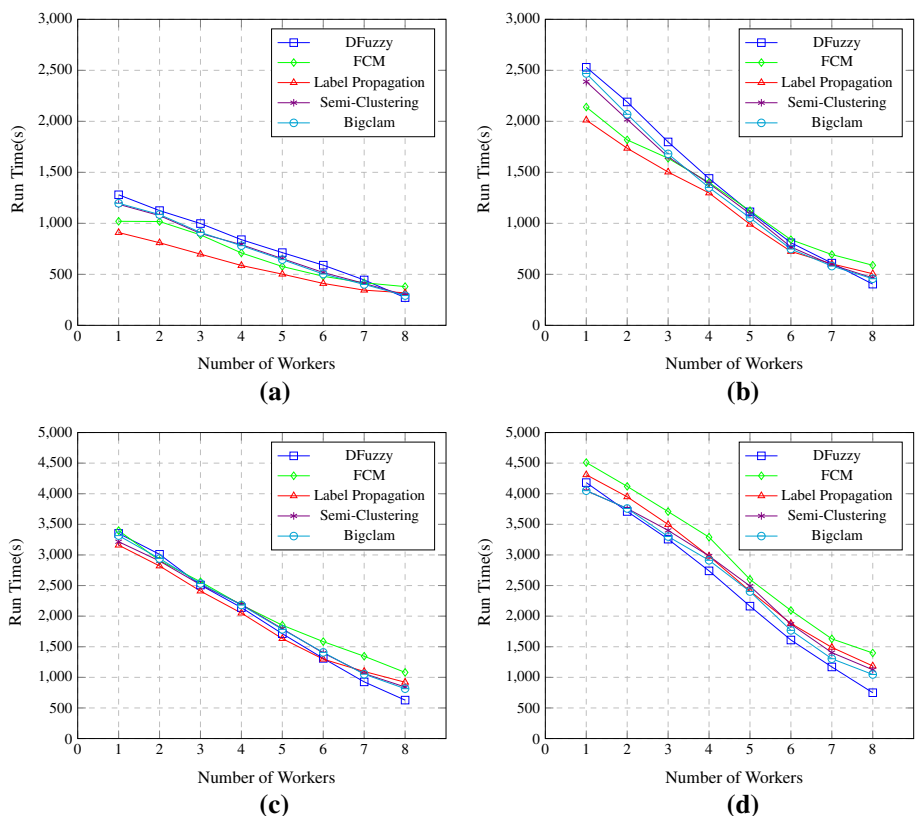 3,000
2,500
2,000
1,500
1,000
500
0
Run Time(s)
0 1 2 3 4 5 6 7 8
Number of Workers
DFuzzy
FCM
Label Propagation
Semi-Clustering
Bigclam
(a)
3,000
2,500
2,000
1,500
1,000
500
0
Run Time(s)
0 1 2 3 4 5 6 7 8
Number of Workers
DFuzzy
FCM
Label Propagation
Semi-Clustering
Bigclam
(b)
5,000
4,500
4,000
3,500
3,000
2,500
2,000
1,500
1,000
500
0
Run Time(s)
0 1 2 3 4 5 6 7 8
Number of Workers
DFuzzy
FCM
Label Propagation
Semi-Clustering
Bigclam
(c)
5,000
4,500
4,000
3,500
3,000
2,500
2,000
1,500
1,000
500
0
Run Time(s)
0 1 2 3 4 5 6 7 8
Number of Workers
DFuzzy
FCM
Label Propagation
Semi-Clustering
Bigclam
(d)